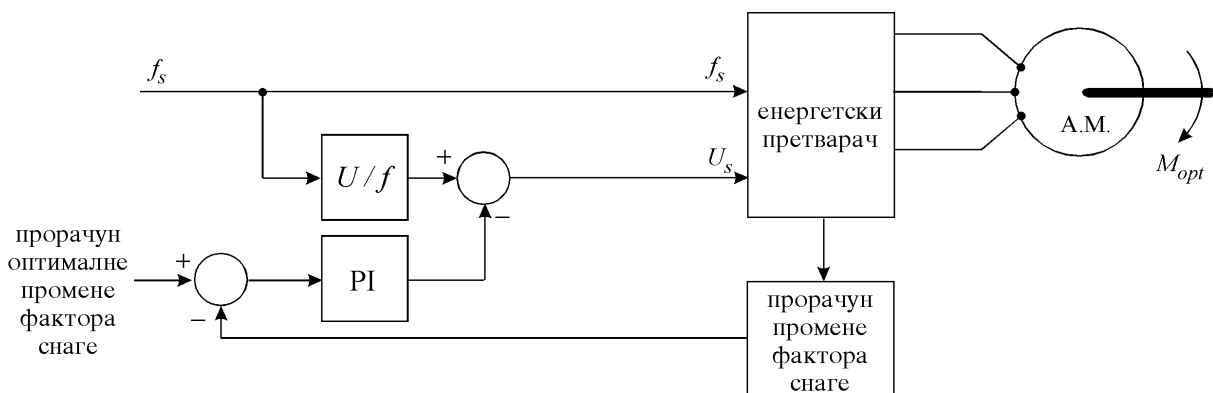 f_s
f_s
енергетски
претварач
А.М.
M_opt
U/f
+
−
U_s
прорачун
оптималне
промене
фактора
снаге
+
−
PI
прорачун
промене
фактора
снаге